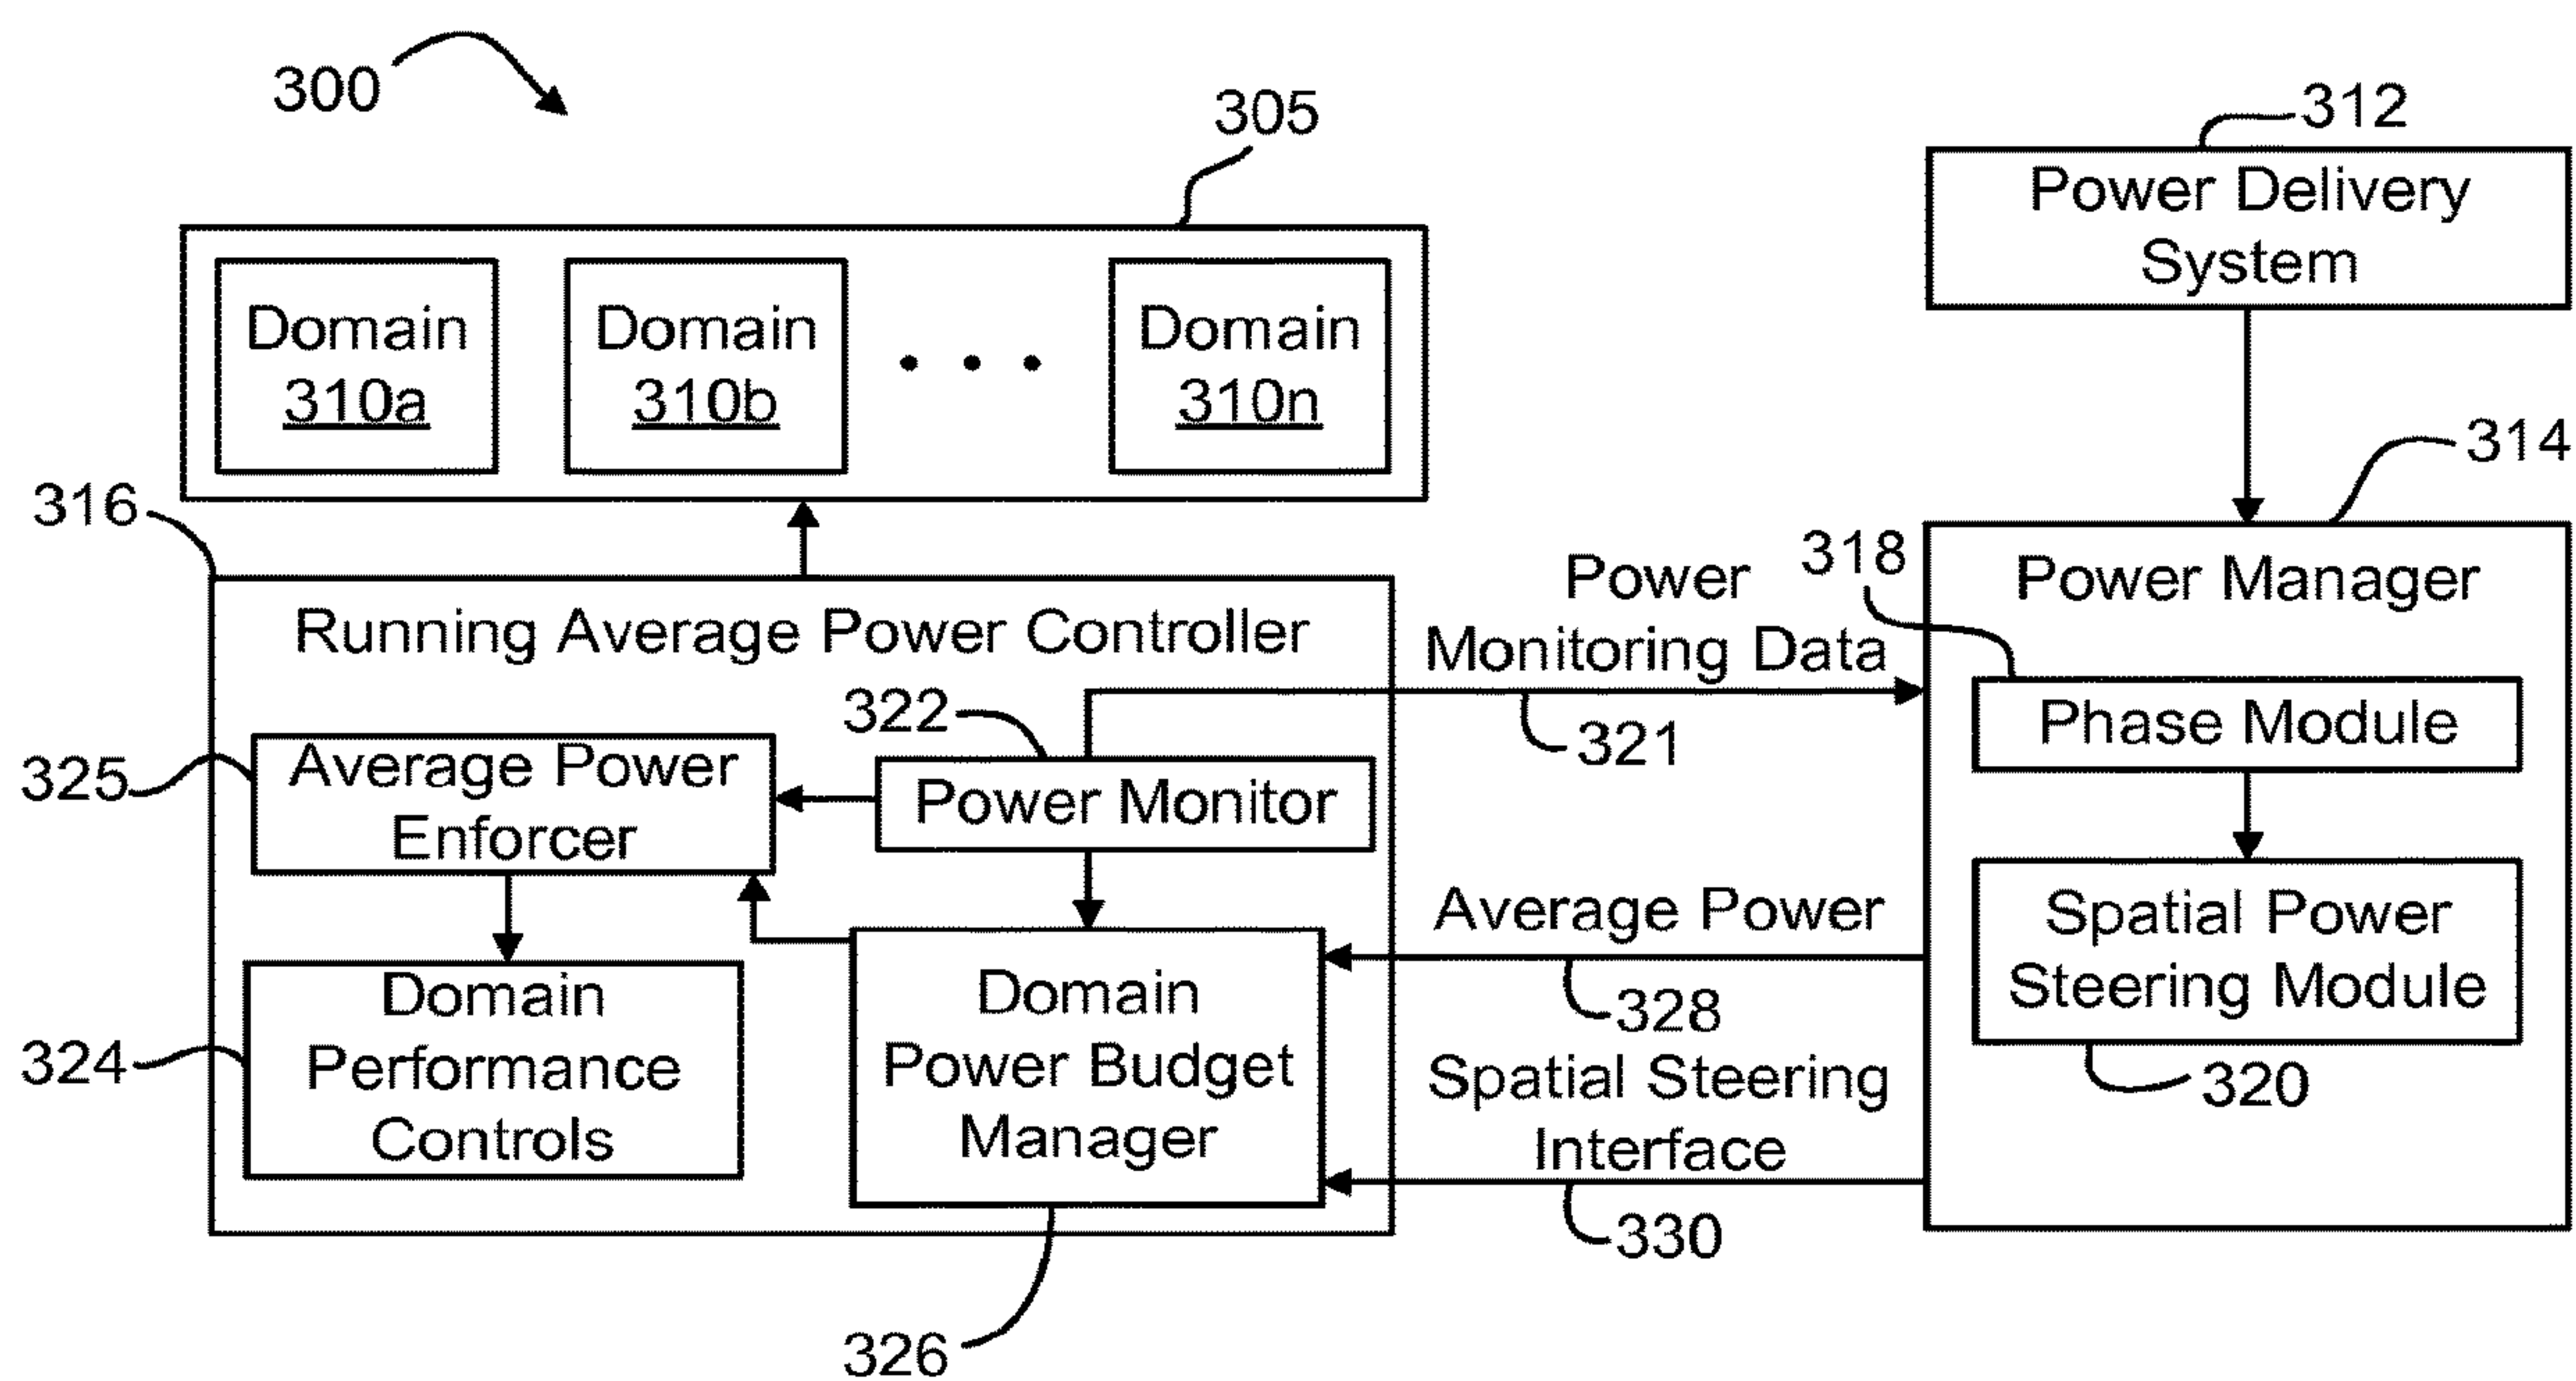 300
305
312
Power Delivery
System
Domain
310a
Domain
310b
Domain
310n
314
316
Running Average Power Controller
Power
Monitoring Data
318
Power Manager
322
321
Phase Module
325
Average Power
Enforcer
Power Monitor
Average Power
328
Spatial Power
Steering Module
320
324
Domain
Performance
Controls
Domain
Power Budget
Manager
Spatial Steering
Interface
330
326